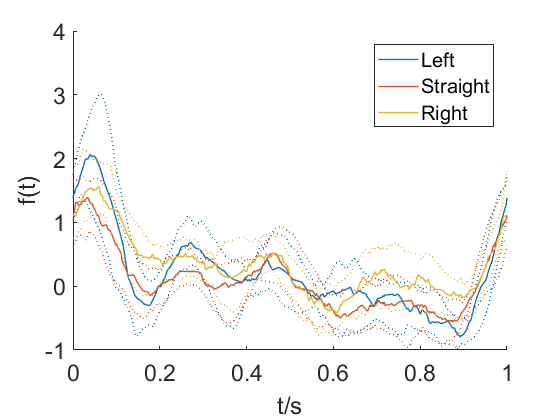 4
3
2
1
0
-1
f(t)
Left
Straight
Right
0 0.2 0.4 0.6 0.8 1
t/s